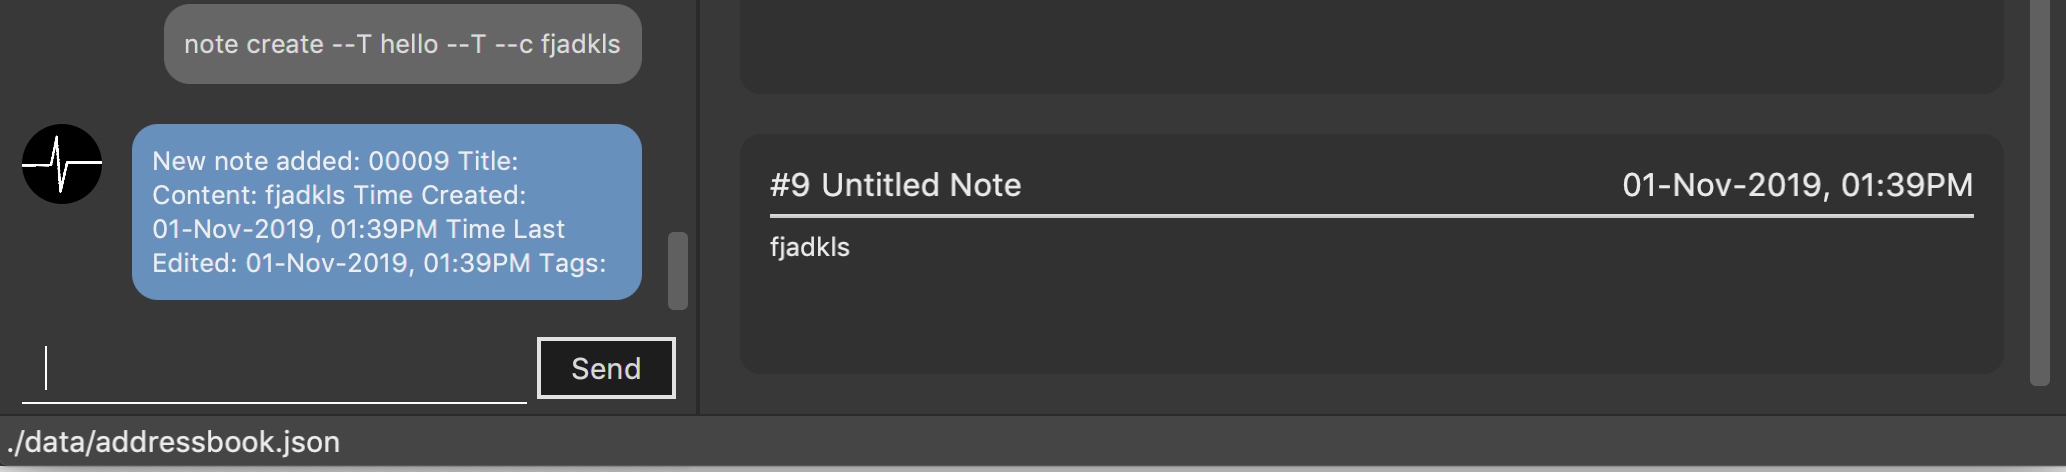 note create --T hello --T --c fjadkls
New note added: 00009 Title:
Content: fjadkls Time Created:
01-Nov-2019, 01:39PM Time Last
Edited: 01-Nov-2019, 01:39PM Tags:
Send
#9 Untitled Note
01-Nov-2019, 01:39PM
fjadkls
./data/addressbook.json